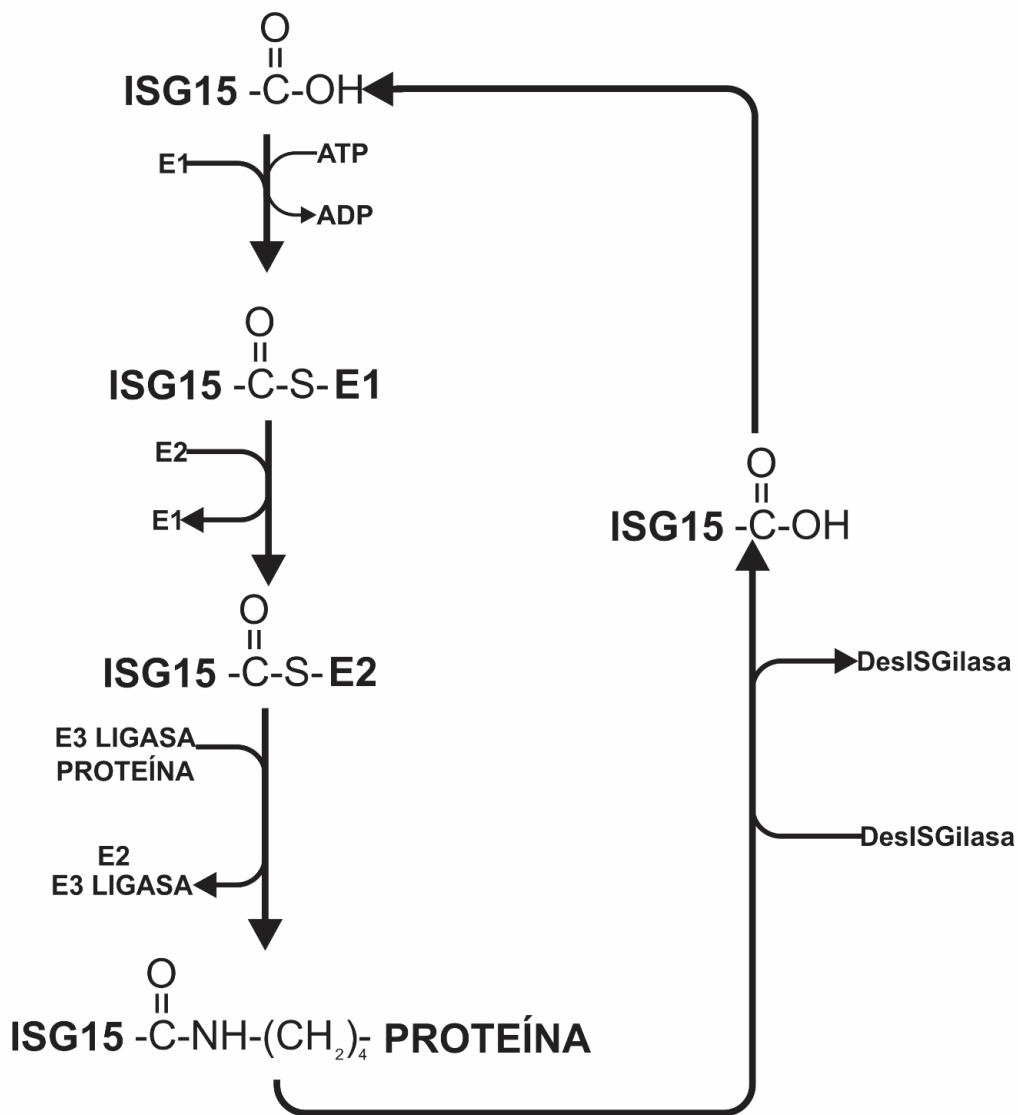 O
ISG15 -C-OH
E1
ATP
ADP
O
ISG15 -C-S-E1
E2
E1
O
ISG15 -C-S-E2
E3 LIGASA
PROTEÍNA
E2
E3 LIGASA
O
ISG15 -C-NH-(CH₂)₄- PROTEÍNA
O
ISG15 -C-OH
DesISGilasa
DesISGilasa